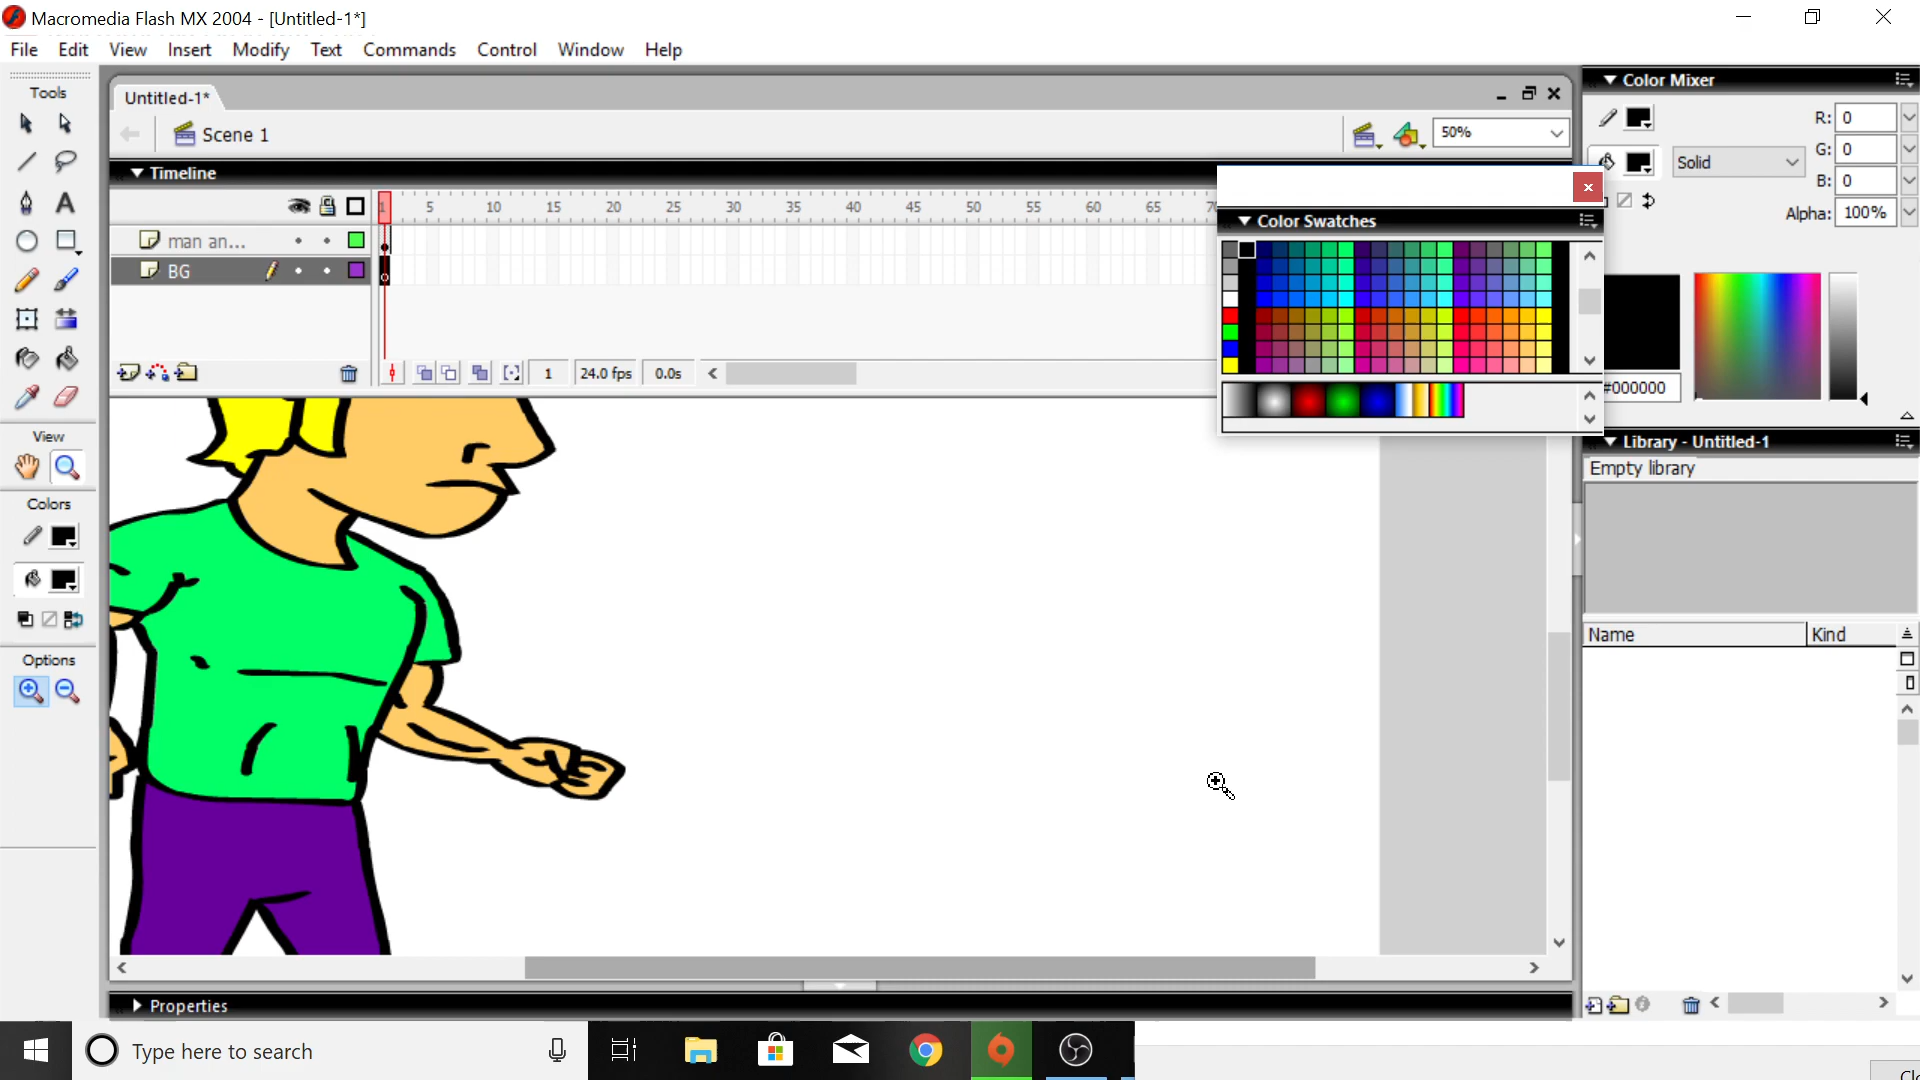 Macromedia Flash MX 2004 - [Untitled-1*]
File Edit View Insert Modify Text Commands Control Window Help
Tools
Untitled-1*
Color Mixer
Scene 1
50%
R: 0
G: 0
B: 0
Solid
Alpha: 100%
Timeline
1 5 10 15 20 25 30 35 40 45 50 55 60 65
man an...
BG
Color Swatches
1 24.0 fps 0.0s
#000000
View
Library - Untitled-1
Empty library
Colors
Name Kind
Options
Properties
Type here to search